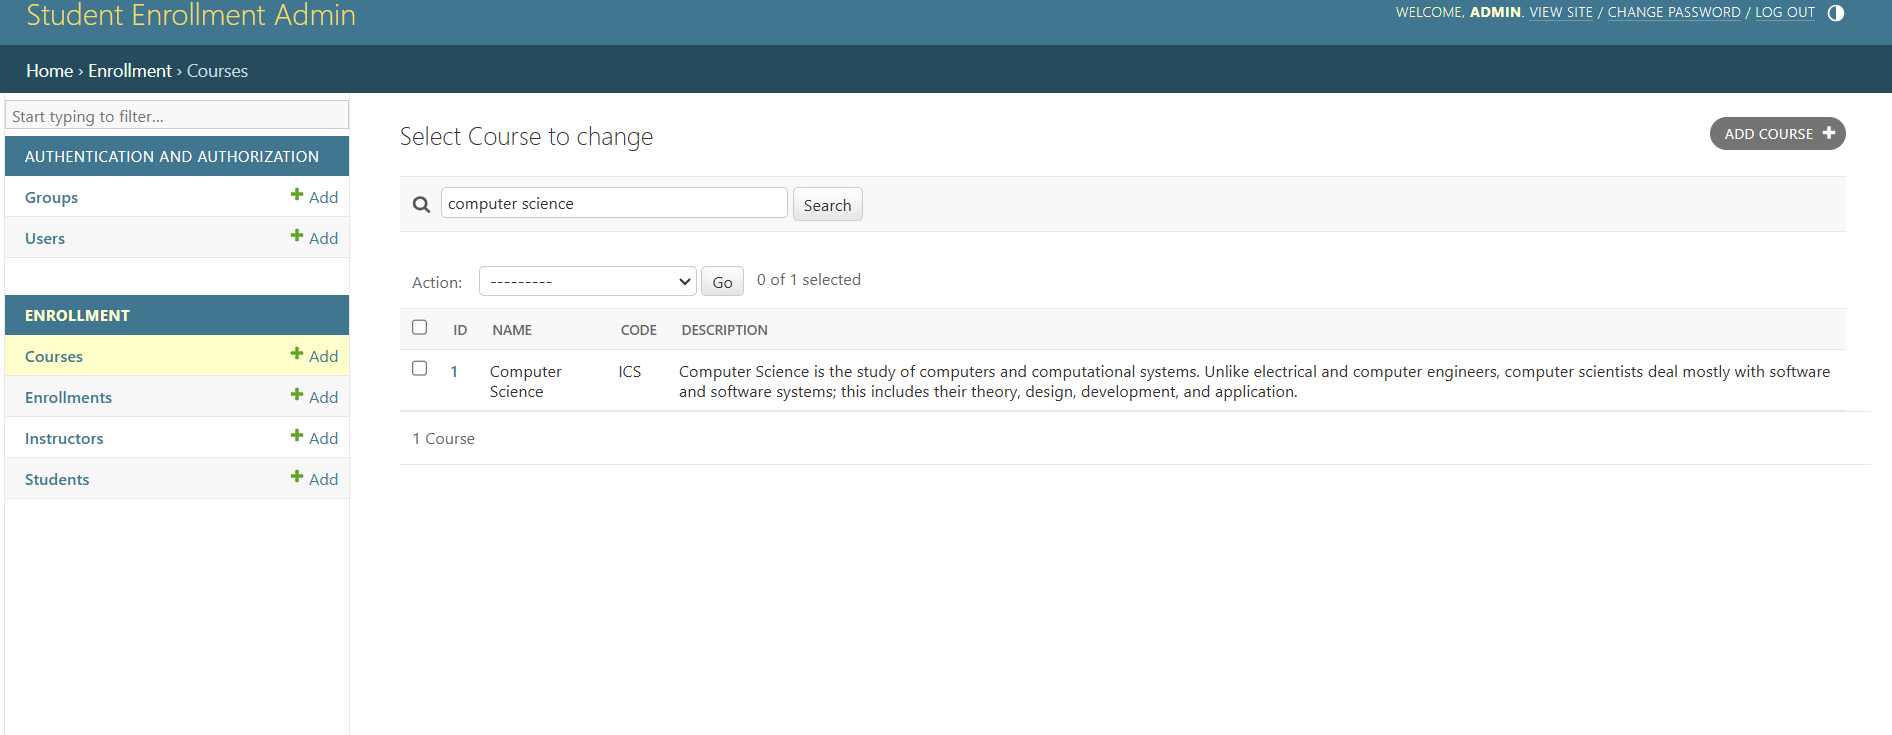 Student Enrollment Admin
WELCOME, ADMIN. VIEW SITE / CHANGE PASSWORD / LOG OUT
Home › Enrollment › Courses
Start typing to filter...
AUTHENTICATION AND AUTHORIZATION
Groups Add
Users Add
ENROLLMENT
Courses Add
Enrollments Add
Instructors Add
Students Add
Select Course to change
ADD COURSE
computer science Search
Action: --------- Go 0 of 1 selected
ID NAME CODE DESCRIPTION
1 Computer Science ICS Computer Science is the study of computers and computational systems. Unlike electrical and computer engineers, computer scientists deal mostly with software
and software systems; this includes their theory, design, development, and application.
1 Course